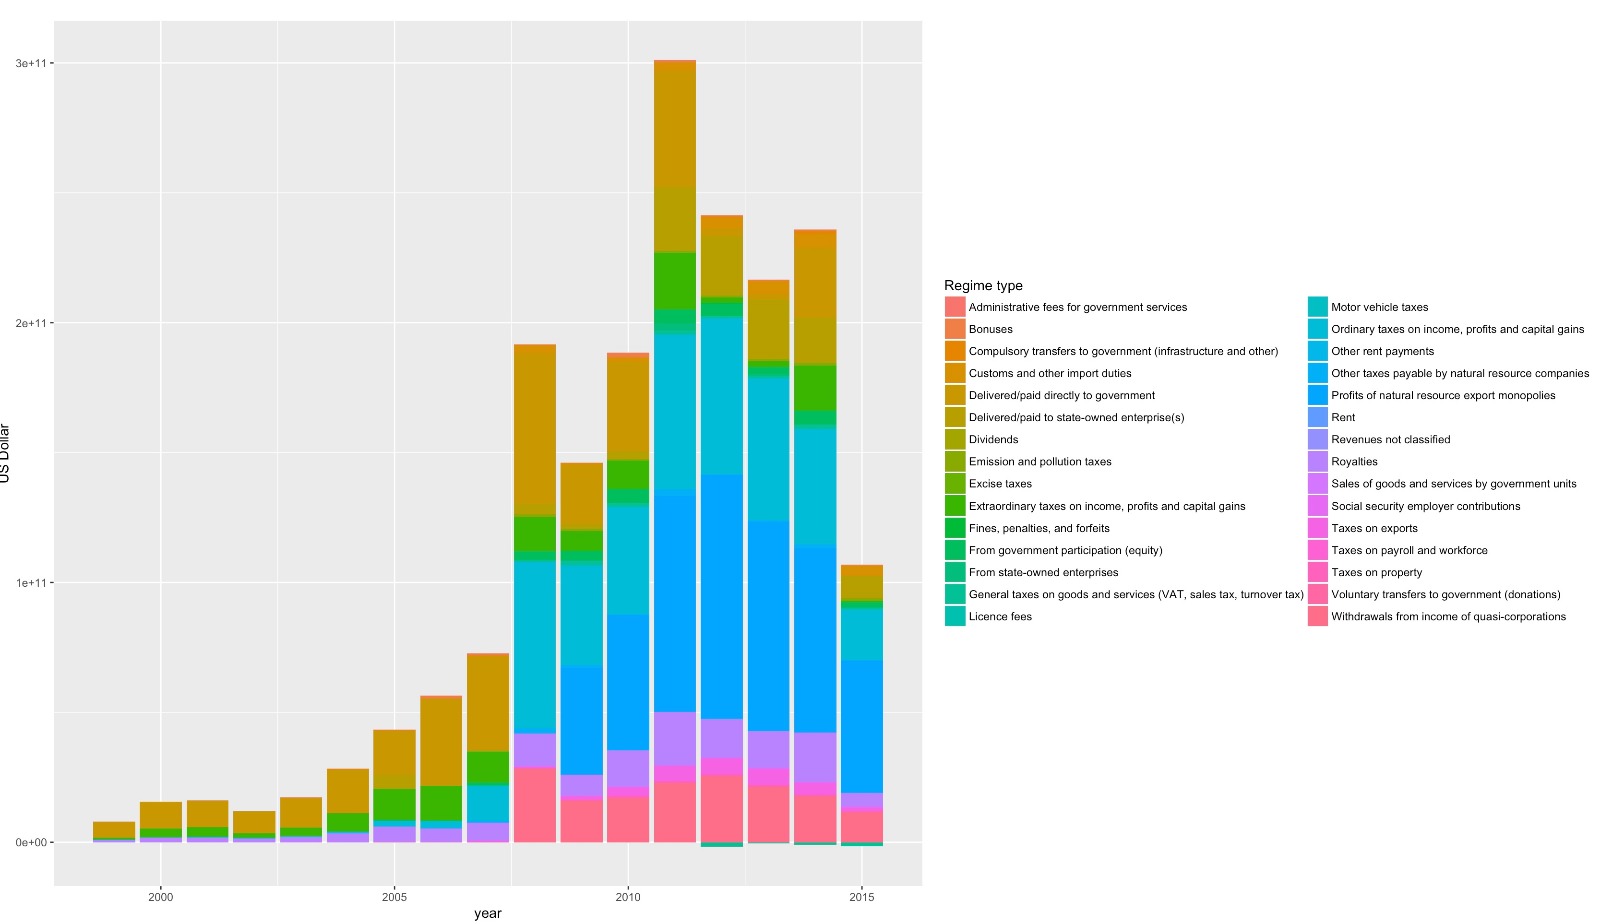 3e+11
2e+11
1e+11
0e+00
US Dollar
2000
2005
2010
2015
year
Regime type
Administrative fees for government services
Bonuses
Compulsory transfers to government (infrastructure and other)
Customs and other import duties
Delivered/paid directly to government
Delivered/paid to state-owned enterprise(s)
Dividends
Emission and pollution taxes
Excise taxes
Extraordinary taxes on income, profits and capital gains
Fines, penalties, and forfeits
From government participation (equity)
From state-owned enterprises
General taxes on goods and services (VAT, sales tax, turnover tax)
Licence fees
Motor vehicle taxes
Ordinary taxes on income, profits and capital gains
Other rent payments
Other taxes payable by natural resource companies
Profits of natural resource export monopolies
Rent
Revenues not classified
Royalties
Sales of goods and services by government units
Social security employer contributions
Taxes on exports
Taxes on payroll and workforce
Taxes on property
Voluntary transfers to government (donations)
Withdrawals from income of quasi-corporations